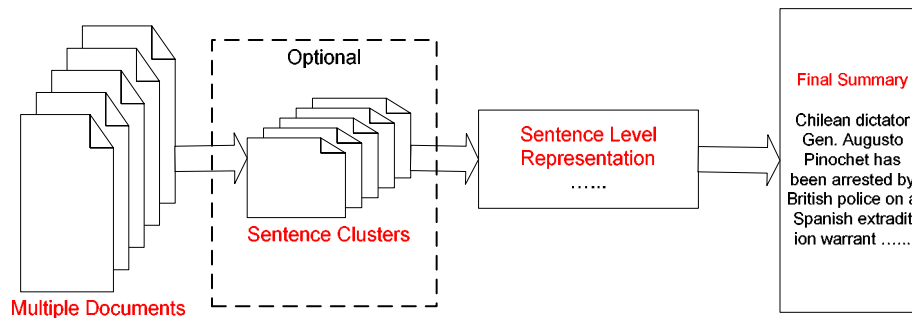 Multiple Documents
Optional
Sentence Clusters
Sentence Level
Representation
…...
Final Summary
Chilean dictator
Gen. Augusto
Pinochet has
been arrested by
British police on a
Spanish extradit
ion warrant …...